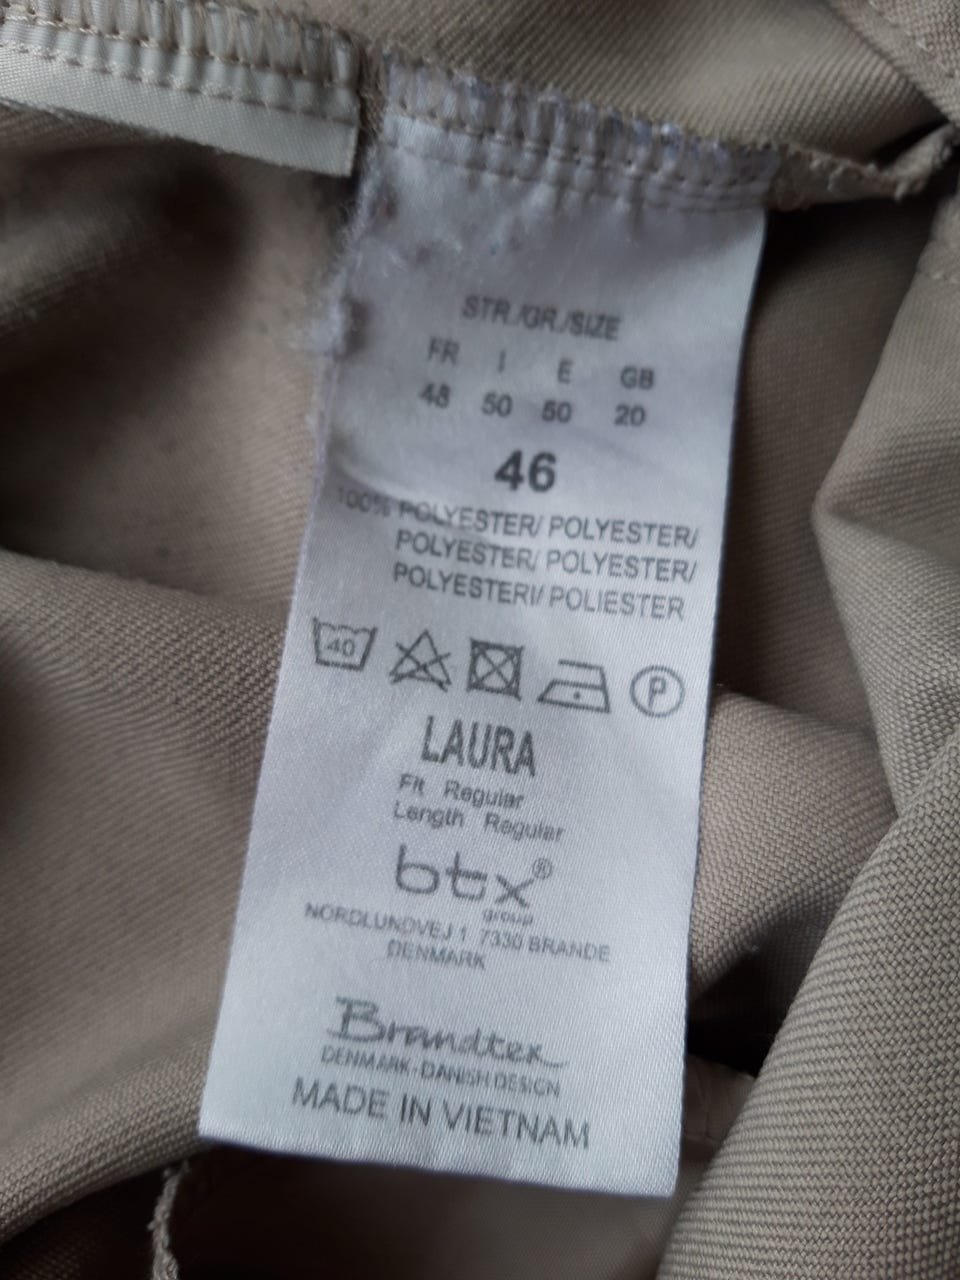 STR./GR./SIZE
FR I E GB
48 50 50 20
46
100% POLYESTER/ POLYESTER/
POLYESTER/ POLYESTER/
POLYESTERI/ POLIESTER
40 P
LAURA
Fit Regular
Length Regular
btx®
group
NORDLUNDVEJ 1 7330 BRANDE
DENMARK
Brandtex
DENMARK - DANISH DESIGN
MADE IN VIETNAM